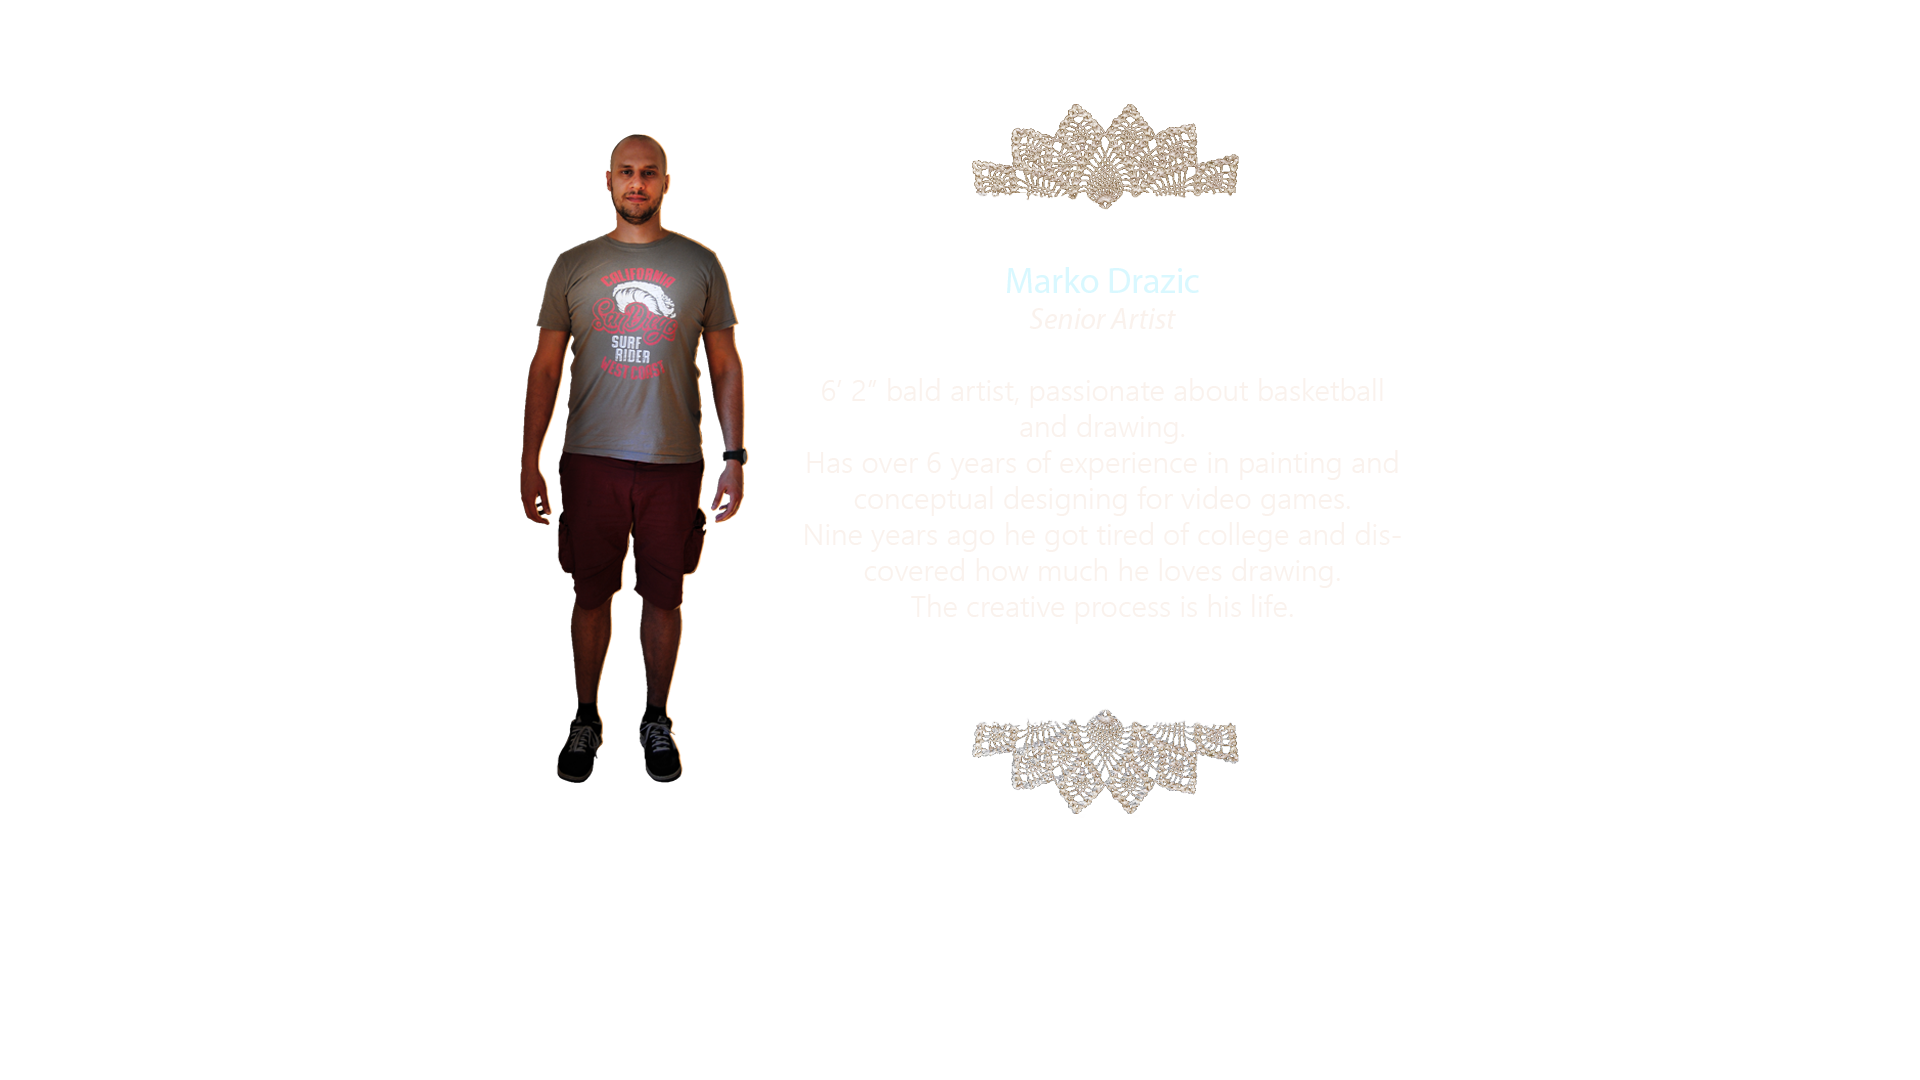 CALIFORNIA
San Diego
SURF
RIDER
WEST COAST
Marko Drazic
Senior Artist
6’ 2” bald artist, passionate about basketball
and drawing.
Has over 6 years of experience in painting and
conceptual designing for video games.
Nine years ago he got tired of college and dis-
covered how much he loves drawing.
The creative process is his life.